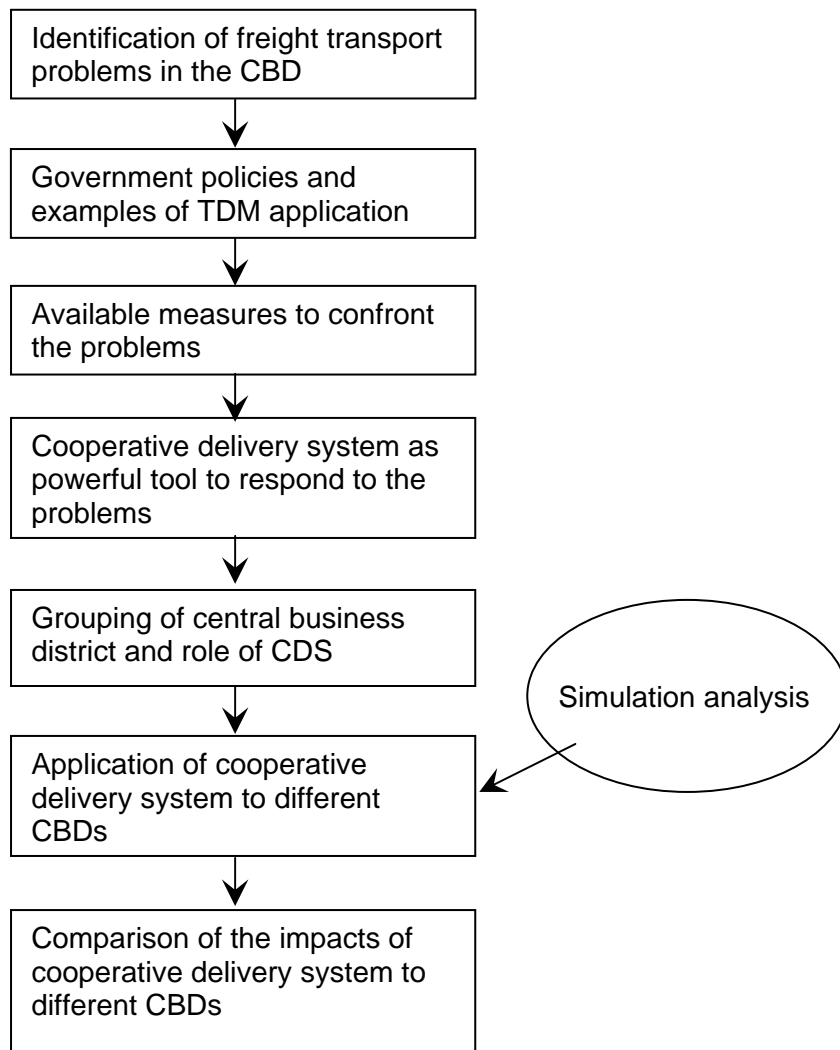 Identification of freight transport
problems in the CBD
Government policies and
examples of TDM application
Available measures to confront
the problems
Cooperative delivery system as
powerful tool to respond to the
problems
Grouping of central business
district and role of CDS
Simulation analysis
Application of cooperative
delivery system to different
CBDs
Comparison of the impacts of
cooperative delivery system to
different CBDs